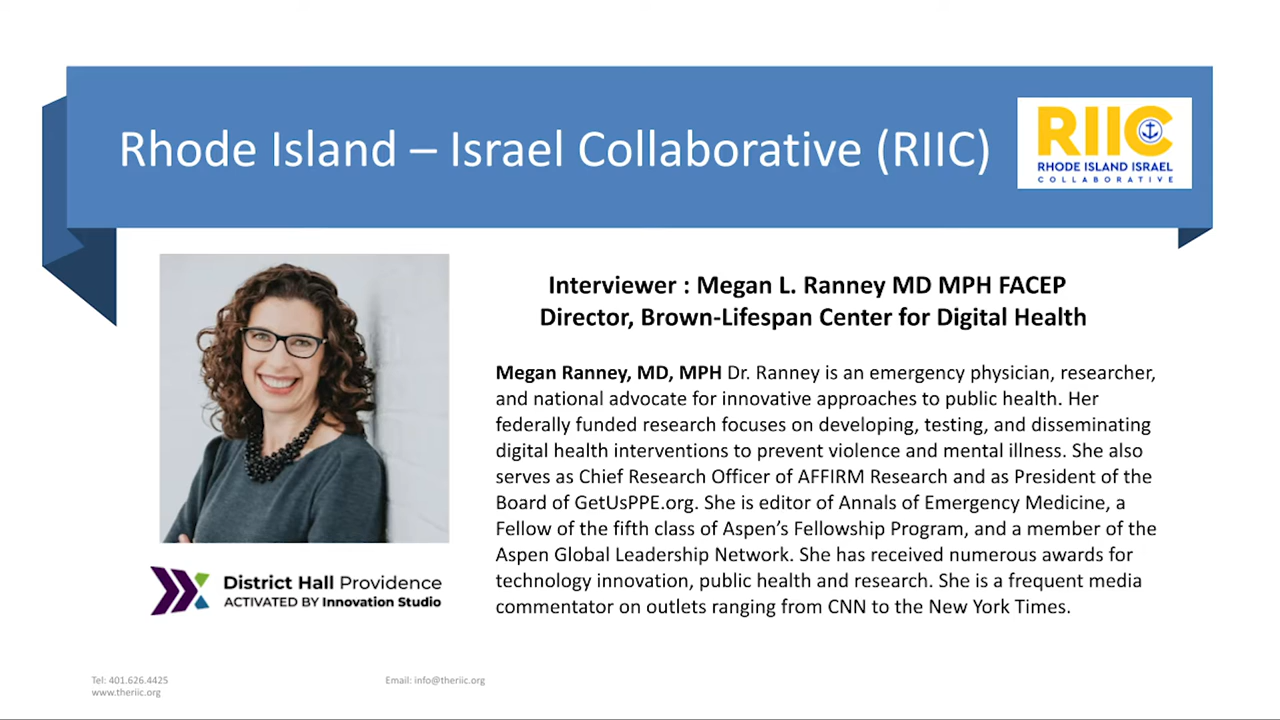 Rhode Island – Israel Collaborative (RIIC)
RIIC
RHODE ISLAND ISRAEL
COLLABORATIVE
Interviewer : Megan L. Ranney MD MPH FACEP
Director, Brown-Lifespan Center for Digital Health
Megan Ranney, MD, MPH Dr. Ranney is an emergency physician, researcher,
and national advocate for innovative approaches to public health. Her
federally funded research focuses on developing, testing, and disseminating
digital health interventions to prevent violence and mental illness. She also
serves as Chief Research Officer of AFFIRM Research and as President of the
Board of GetUsPPE.org. She is editor of Annals of Emergency Medicine, a
Fellow of the fifth class of Aspen’s Fellowship Program, and a member of the
Aspen Global Leadership Network. She has received numerous awards for
technology innovation, public health and research. She is a frequent media
commentator on outlets ranging from CNN to the New York Times.
District Hall Providence
ACTIVATED BY Innovation Studio
Tel: 401.626.4425
www.theriic.org
Email: info@theriic.org